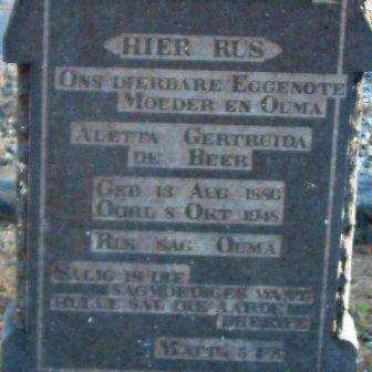 HIER RUS
ONS DIERBARE EGGENOTE
MOEDER EN OUMA
ALETTA GERTRUIDA
DE BEER
GEB 13 AUG 1886
OORL 8 OKT 1948
RUS SAG OUMA
SALIG IS DIE
SAGMOEDIGES WANT
HULLE SAL DIE AARDE
BEERWE
MATT. 5 V 5